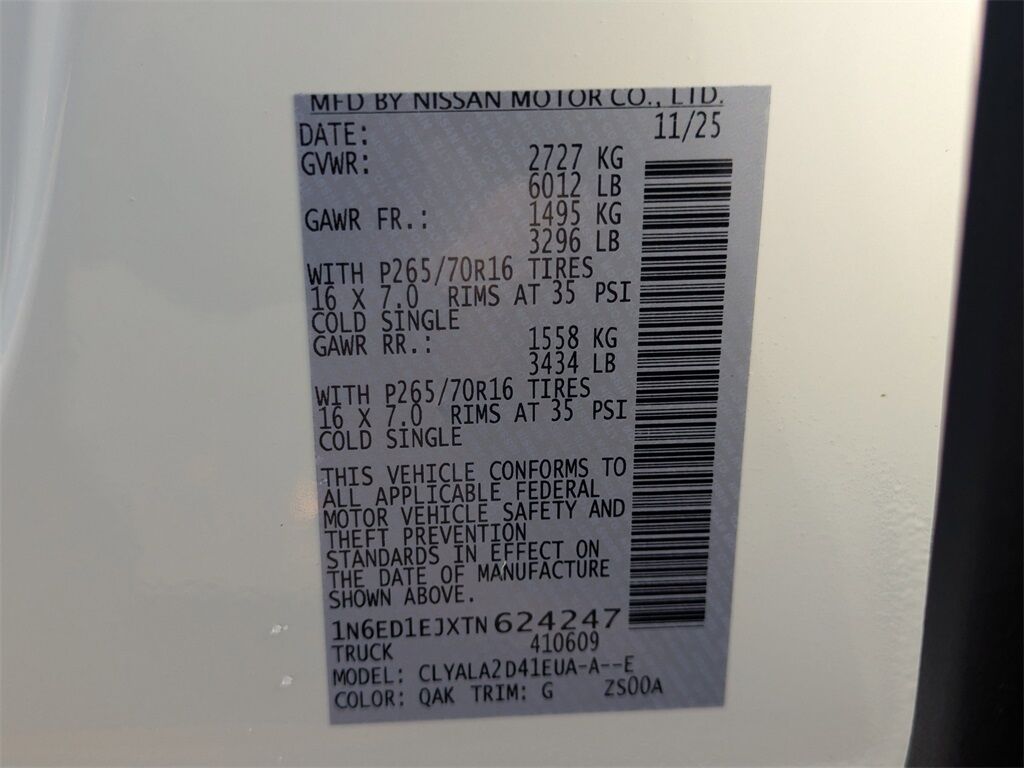 MFD BY NISSAN MOTOR CO., LTD.
DATE: 11/25
GVWR: 2727 KG
6012 LB
GAWR FR.: 1495 KG
3296 LB
WITH P265/70R16 TIRES
16 X 7.0 RIMS AT 35 PSI
COLD SINGLE
GAWR RR.: 1558 KG
3434 LB
WITH P265/70R16 TIRES
16 X 7.0 RIMS AT 35 PSI
COLD SINGLE
THIS VEHICLE CONFORMS TO
ALL APPLICABLE FEDERAL
MOTOR VEHICLE SAFETY AND
THEFT PREVENTION
STANDARDS IN EFFECT ON
THE DATE OF MANUFACTURE
SHOWN ABOVE.
1N6ED1EJXTN624247
TRUCK 410609
MODEL: CLYALA2D41EUA-A--E
COLOR: QAK TRIM: G ZS00A